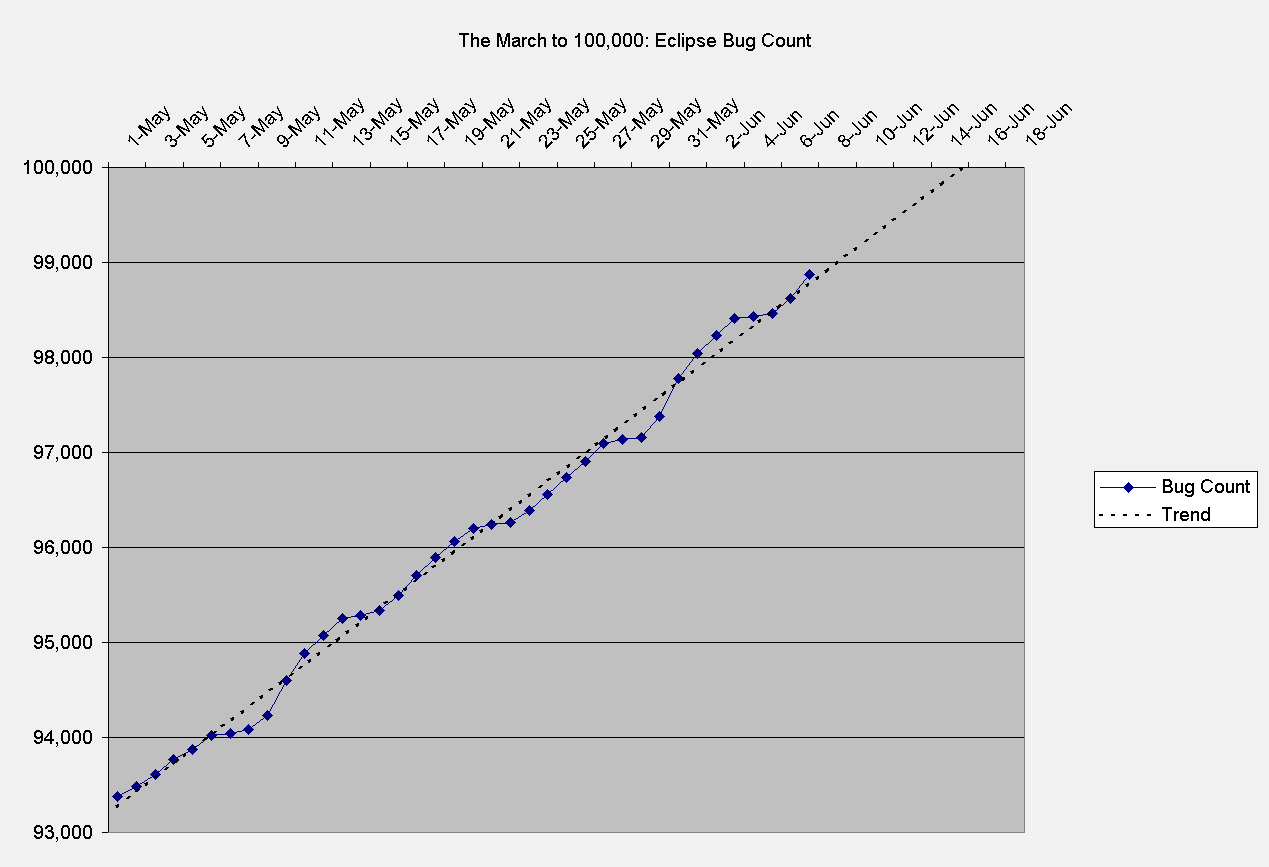 The March to 100,000: Eclipse Bug Count
1-May
3-May
5-May
7-May
9-May
11-May
13-May
15-May
17-May
19-May
21-May
23-May
25-May
27-May
29-May
31-May
2-Jun
4-Jun
6-Jun
8-Jun
10-Jun
12-Jun
14-Jun
16-Jun
18-Jun
100,000
99,000
98,000
97,000
96,000
95,000
94,000
93,000
Bug Count
Trend